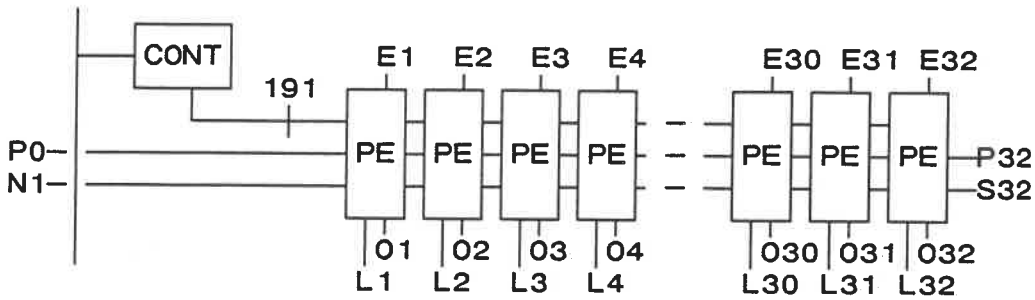 E1 E2 E3 E4 E30 E31 E32
CONT
191
P0 PE PE PE PE PE PE PE P32
N1 S32
O1 O2 O3 O4 O30 O31 O32
L1 L2 L3 L4 L30 L31 L32